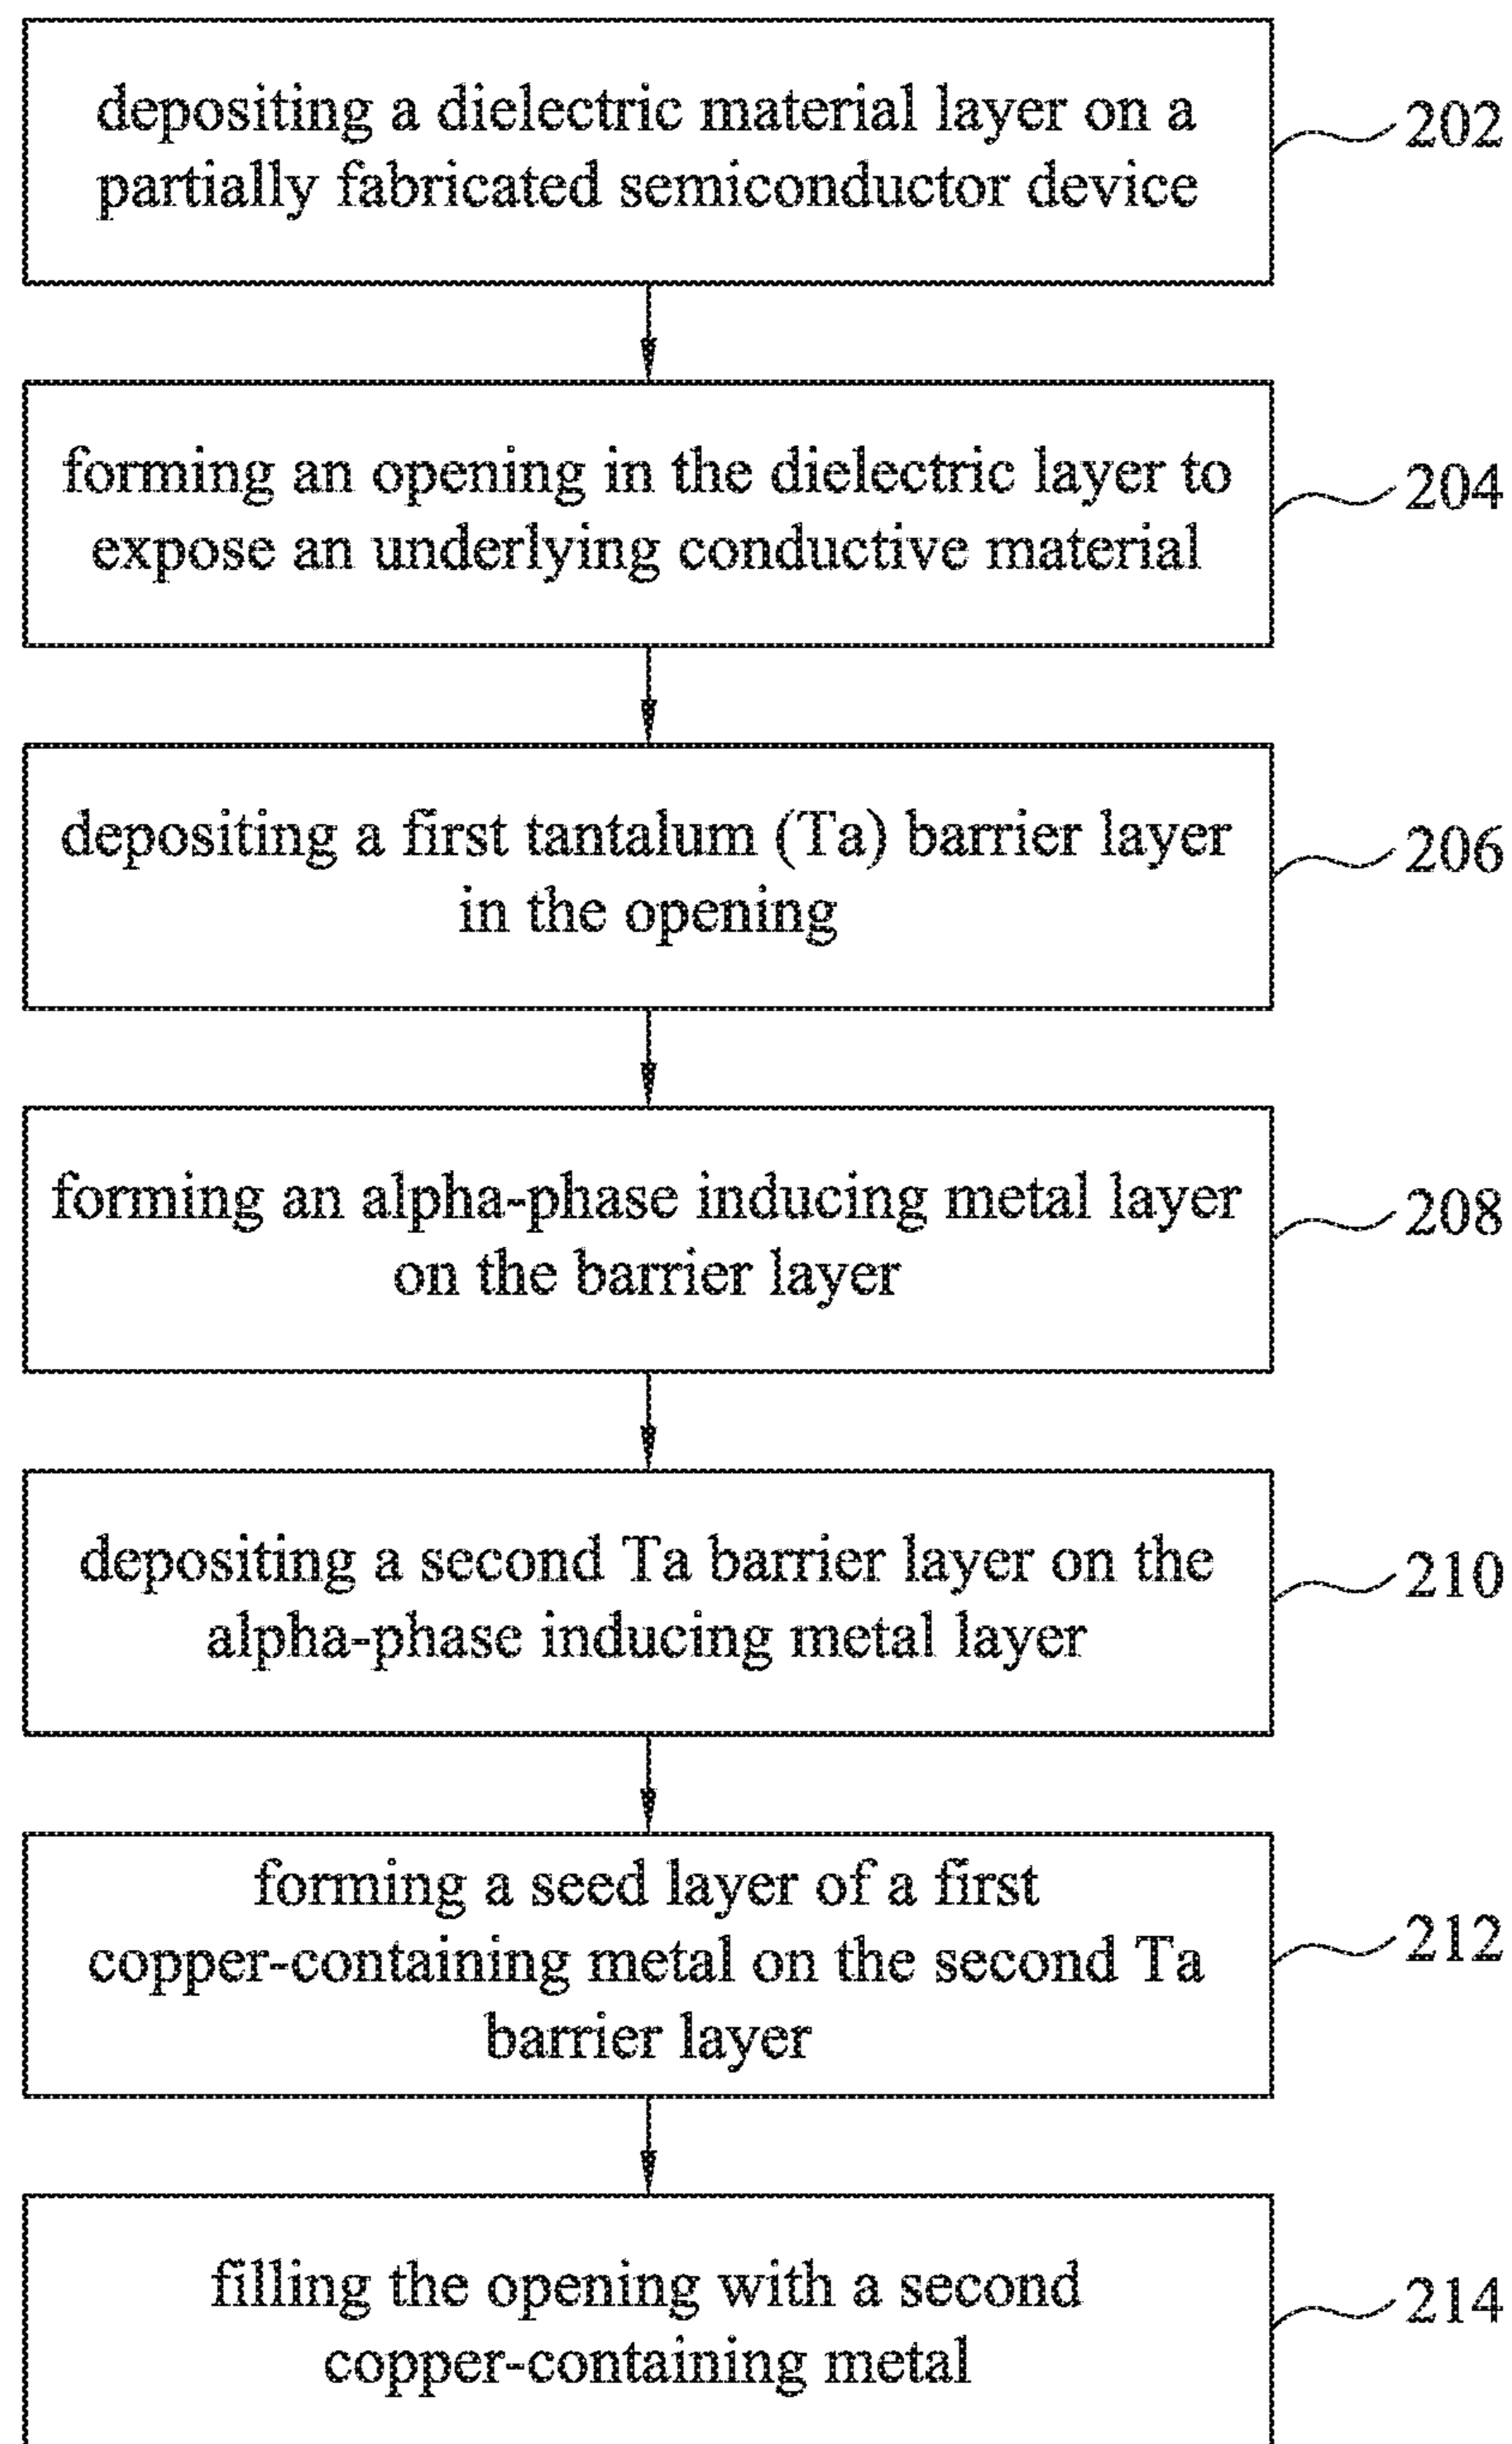 depositing a dielectric material layer on a
partially fabricated semiconductor device
202
forming an opening in the dielectric layer to
expose an underlying conductive material
204
depositing a first tantalum (Ta) barrier layer
in the opening
206
forming an alpha-phase inducing metal layer
on the barrier layer
208
depositing a second Ta barrier layer on the
alpha-phase inducing metal layer
210
forming a seed layer of a first
copper-containing metal on the second Ta
barrier layer
212
filling the opening with a second
copper-containing metal
214